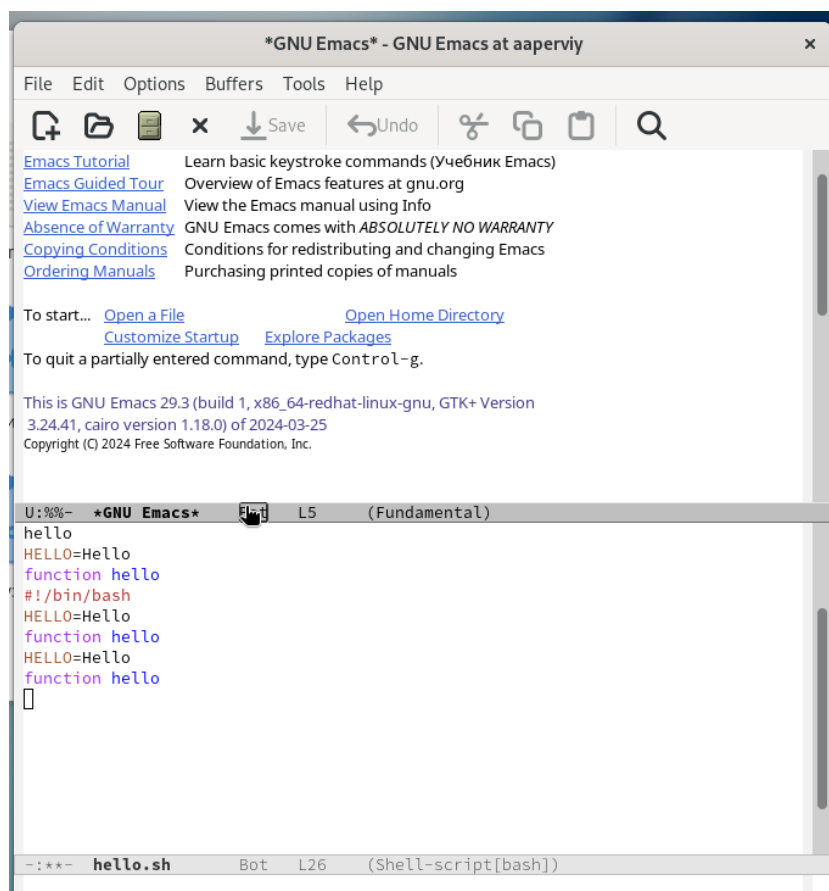 *GNU Emacs* - GNU Emacs at aaperviy ×
File Edit Options Buffers Tools Help
Save Undo
Emacs Tutorial Learn basic keystroke commands (Учебник Emacs)
Emacs Guided Tour Overview of Emacs features at gnu.org
View Emacs Manual View the Emacs manual using Info
Absence of Warranty GNU Emacs comes with ABSOLUTELY NO WARRANTY
Copying Conditions Conditions for redistributing and changing Emacs
Ordering Manuals Purchasing printed copies of manuals
To start... Open a File Open Home Directory
Customize Startup Explore Packages
To quit a partially entered command, type Control-g.
This is GNU Emacs 29.3 (build 1, x86_64-redhat-linux-gnu, GTK+ Version
3.24.41, cairo version 1.18.0) of 2024-03-25
Copyright (C) 2024 Free Software Foundation, Inc.
U:%%- *GNU Emacs* L5 (Fundamental)
hello
HELLO=Hello
function hello
#!/bin/bash
HELLO=Hello
function hello
HELLO=Hello
function hello
-:**- hello.sh Bot L26 (Shell-script[bash])